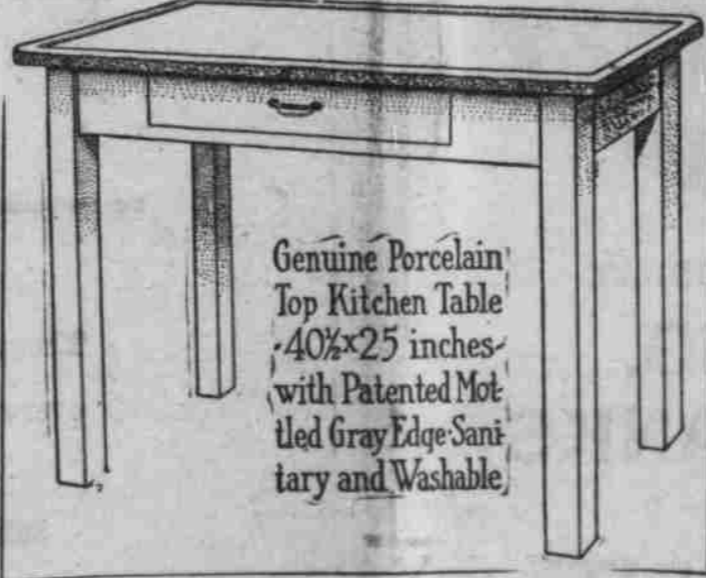 Genuine Porcelain
Top Kitchen Table
-40½x25 inches-
with Patented Mot-
tled Gray Edge-Sani-
tary and Washable